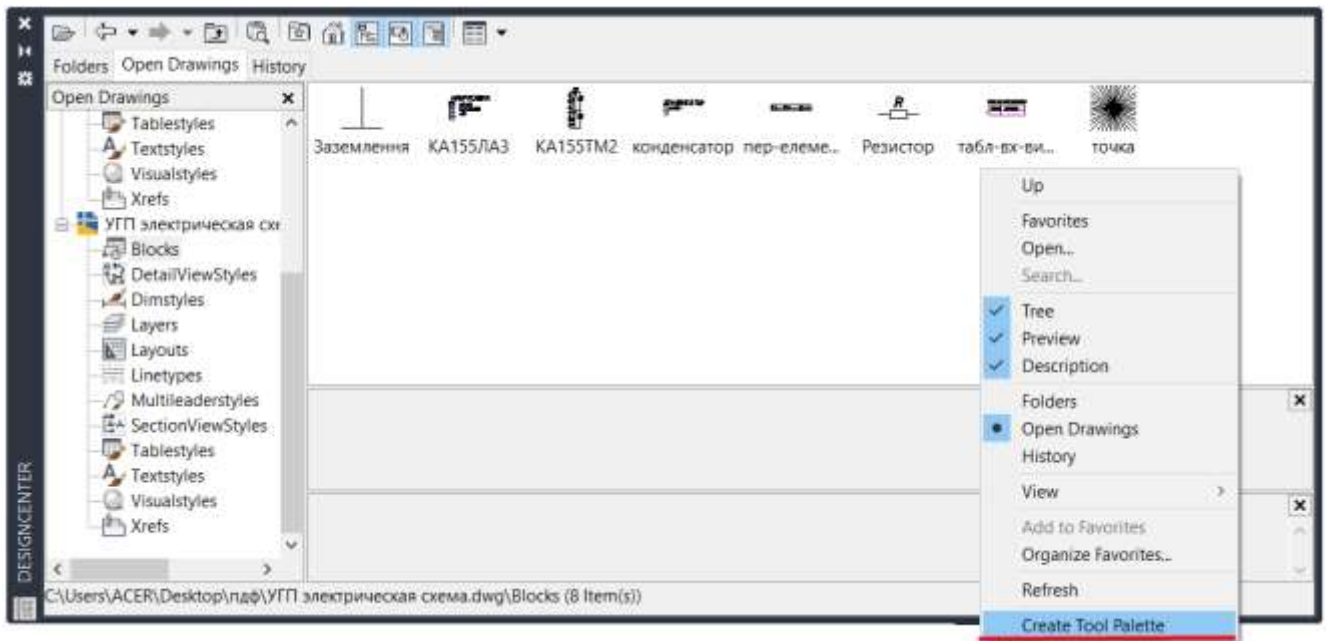 Folders Open Drawings History
Open Drawings
Tablestyles
Textstyles
Visualstyles
Xrefs
УГП электрическая схе
Blocks
DetailViewStyles
Dimstyles
Layers
Layouts
Linetypes
Multileaderstyles
SectionViewStyles
Tablestyles
Textstyles
Visualstyles
Xrefs
R
Заземлення КА155ЛА3 КА155ТМ2 конденсатор пер-елеме... Резистор табл-вх-ви... точка
Up
Favorites
Open...
Search...
Tree
Preview
Description
Folders
Open Drawings
History
View
Add to Favorites
Organize Favorites...
Refresh
Create Tool Palette
DESIGNCENTER
C:\Users\ACER\Desktop\пдф\УГП электрическая схема.dwg\Blocks (8 Item(s))